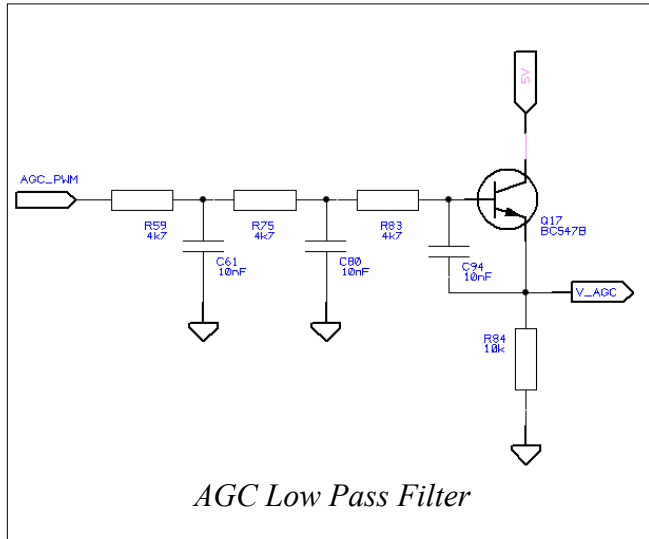 5V
AGC_PWM
R59
4k7
R75
4k7
R83
4k7
Q17
BC547B
C61
10nF
C80
10nF
C94
10nF
V_AGC
R84
10k
AGC Low Pass Filter